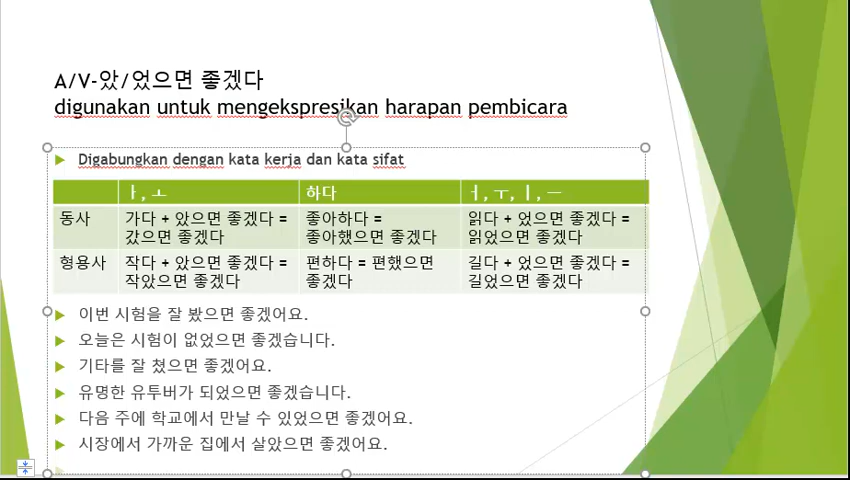 A/V-았/었으면 좋겠다
digunakan untuk mengekspresikan harapan pembicara
Digabungkan dengan kata kerja dan kata sifat
ㅏ, ㅗ 하다 ㅓ, ㅜ, ㅣ, ㅡ
동사 가다 + 았으면 좋겠다 = 좋아하다 = 읽다 + 었으면 좋겠다 =
갔으면 좋겠다 좋아했으면 좋겠다 읽었으면 좋겠다
형용사 작다 + 았으면 좋겠다 = 편하다 = 편했으면 길다 + 었으면 좋겠다 =
작았으면 좋겠다 좋겠다 길었으면 좋겠다
이번 시험을 잘 봤으면 좋겠어요.
오늘은 시험이 없었으면 좋겠습니다.
기타를 잘 쳤으면 좋겠어요.
유명한 유투버가 되었으면 좋겠습니다.
다음 주에 학교에서 만날 수 있었으면 좋겠어요.
시장에서 가까운 집에서 살았으면 좋겠어요.